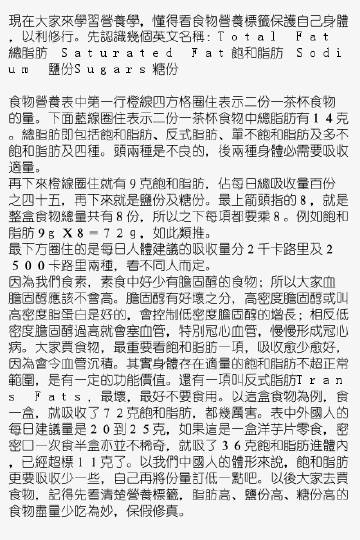 現在大家來學習營養學，懂得看食物營養標籤保護自己身體
，以利修行。先認識幾個英文名稱：Total Fat
總脂肪 Saturated Fat飽和脂肪 Sodi
um 鹽份Sugars糖份
食物營養表中第一行橙線四方格圈住表示二份一茶杯食物
的量。下面藍線圈住表示二份一茶杯食物中總脂肪有１４克
。總脂肪即包括飽和脂肪、反式脂肪、單不飽和脂肪及多不
飽和脂肪及四種。頭兩種是不良的，後兩種身體必需要吸收
適量。
再下來橙線圈住就有９克飽和脂肪，佔每日總吸收量百份
之四十五，再下來就是鹽份及糖份。最上箭頭指的８，就是
整盒食物總量共有８份，所以之下每項都要乘８。例如飽和
脂肪９g X８＝７２g，如此類推。
最下方圈住的是每日人體建議的吸收量分２千卡路里及２
５００卡路里兩種，看不同人而定。
因為我們食素，素食中好少有膽固醇的食物；所以大家血
膽固醇應該不會高。膽固醇有好壞之分，高密度膽固醇或叫
高密度脂蛋白是好的，會控制低密度膽固醇的增長；相反低
密度膽固醇過高就會塞血管，特別冠心血管，慢慢形成冠心
病。大家買食物，最重要看飽和脂肪一項，吸收愈少愈好，
因為會令血管沉積。其實身體存在適量的飽和脂肪不超正常
範圍，是有一定的功能價值。還有一項叫反式脂肪Tran
s Fats，最壞，最好不要食用。以這盒食物為例，食
一盒，就吸收了７２克飽和脂肪，都幾厲害。表中外國人的
每日建議量是２０到２５克，如果這是一盒洋芋片零食，密
密口一次食半盒亦並不稀奇，就吸了３６克飽和脂肪進體內
，已經超標１１克了。以我們中國人的體形來說，飽和脂肪
更要吸收少一些，自己再將份量訂低一點吧。以後大家去買
食物，記得先看清楚營養標籤，脂肪高、鹽份高、糖份高的
食物盡量少吃為妙，保假修真。